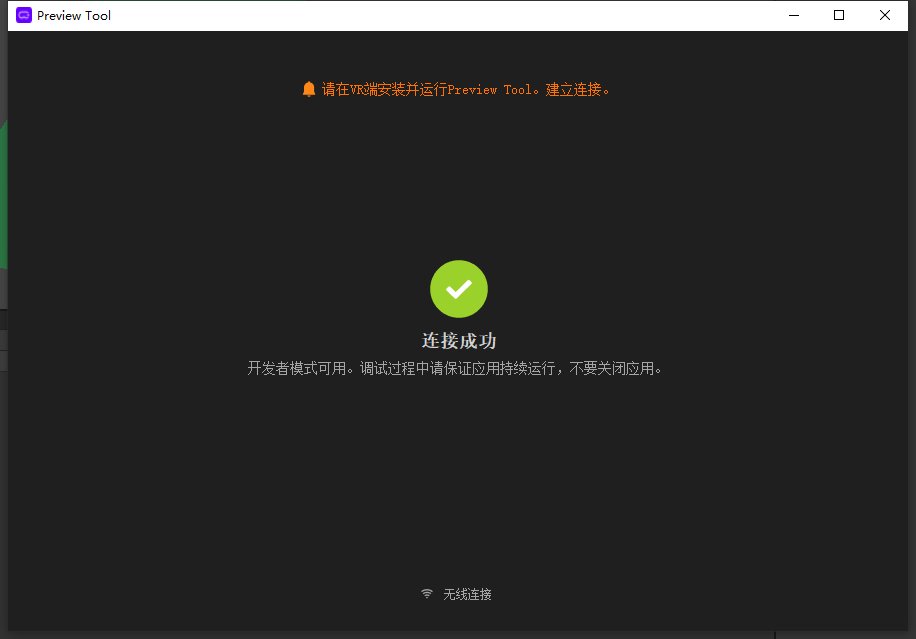 Preview Tool
请在VR端安装并运行Preview Tool。建立连接。
连接成功
开发者模式可用。调试过程中请保证应用持续运行，不要关闭应用。
无线连接